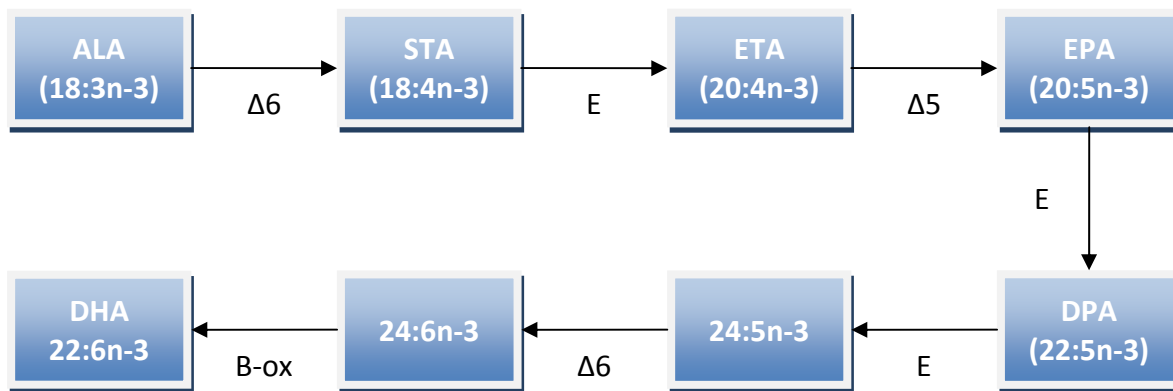 ALA
(18:3n-3)
Δ6
STA
(18:4n-3)
E
ETA
(20:4n-3)
Δ5
EPA
(20:5n-3)
E
DPA
(22:5n-3)
E
24:5n-3
Δ6
24:6n-3
B-ox
DHA
22:6n-3